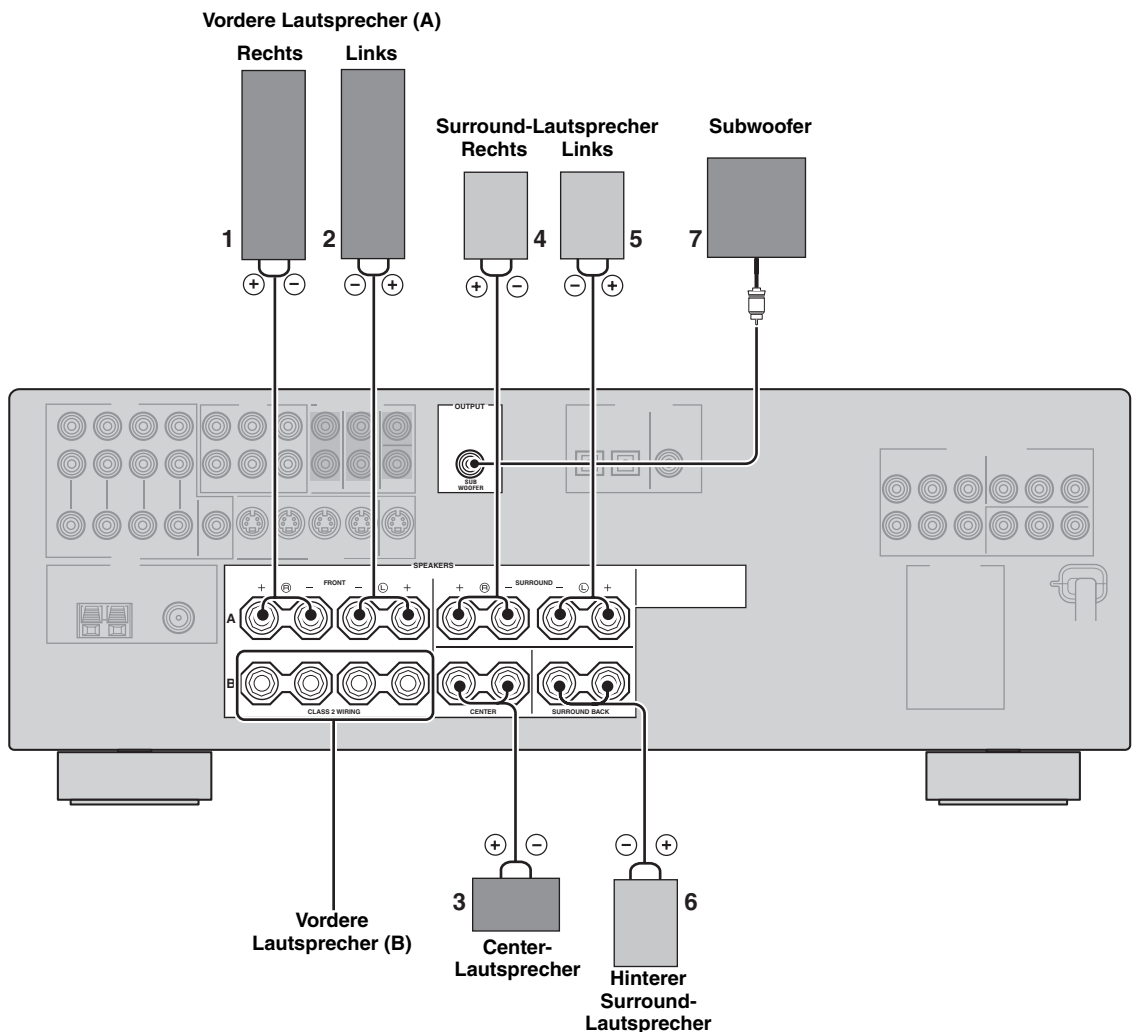 Vordere Lautsprecher (A)
Rechts Links
Surround-Lautsprecher
Rechts Links
Subwoofer
1 2 4 5 7
+ − − + + − − +
OUTPUT
SUB
WOOFER
SPEAKERS
+ R − FRONT − L + + R − SURROUND − L +
A
B
CLASS 2 WIRING CENTER SURROUND BACK
+ − − +
3 6
Vordere
Lautsprecher (B)
Center-
Lautsprecher
Hinterer
Surround-
Lautsprecher